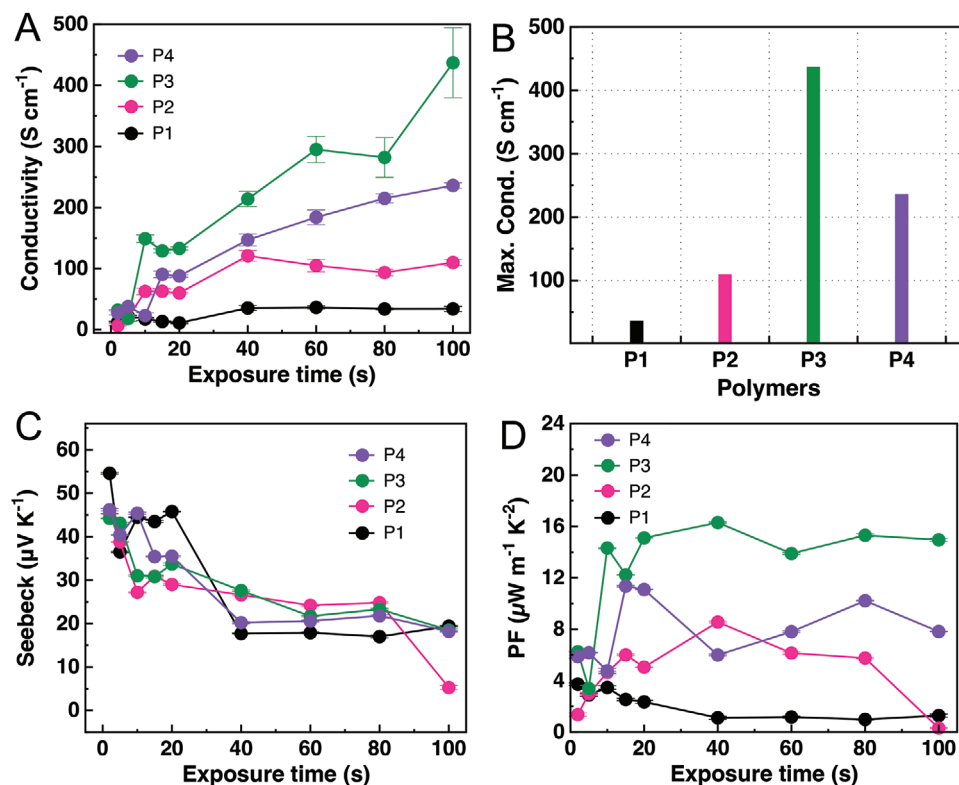 A
500
400
300
200
100
0
Conductivity (S cm⁻¹)
P4
P3
P2
P1
0 20 40 60 80 100
Exposure time (s)
B
500
400
300
200
100
Max. Cond. (S cm⁻¹)
P1 P2 P3 P4
Polymers
C
60
50
40
30
20
10
0
Seebeck (µV K⁻¹)
P4
P3
P2
P1
0 20 40 60 80 100
Exposure time (s)
D
24
20
16
12
8
4
0
PF (µW m⁻¹ K⁻²)
P4
P3
P2
P1
0 20 40 60 80 100
Exposure time (s)